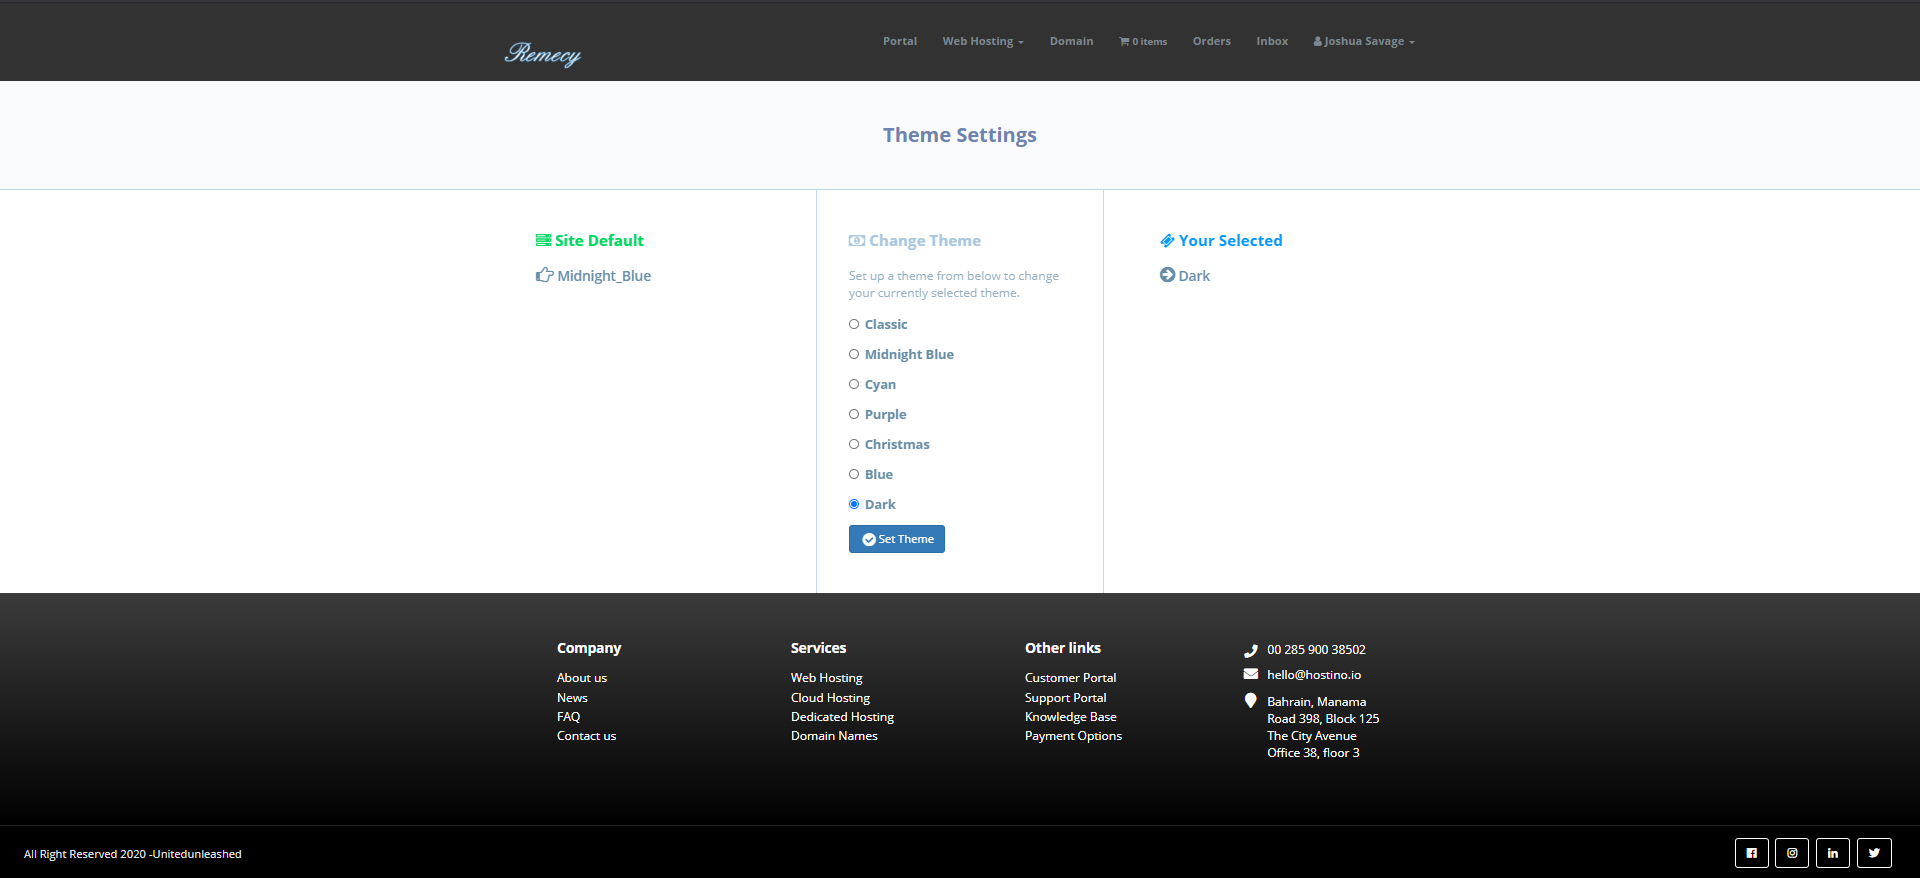 Remecy
Portal
Web Hosting
Domain
0 items
Orders
Inbox
Joshua Savage
Theme Settings
Site Default
Midnight_Blue
Change Theme
Set up a theme from below to change
your currently selected theme.
Classic
Midnight Blue
Cyan
Purple
Christmas
Blue
Dark
Set Theme
Your Selected
Dark
Company
About us
News
FAQ
Contact us
Services
Web Hosting
Cloud Hosting
Dedicated Hosting
Domain Names
Other links
Customer Portal
Support Portal
Knowledge Base
Payment Options
00 285 900 38502
hello@hostino.io
Bahrain, Manama
Road 398, Block 125
The City Avenue
Office 38, floor 3
All Right Reserved 2020 -Unitedunleashed